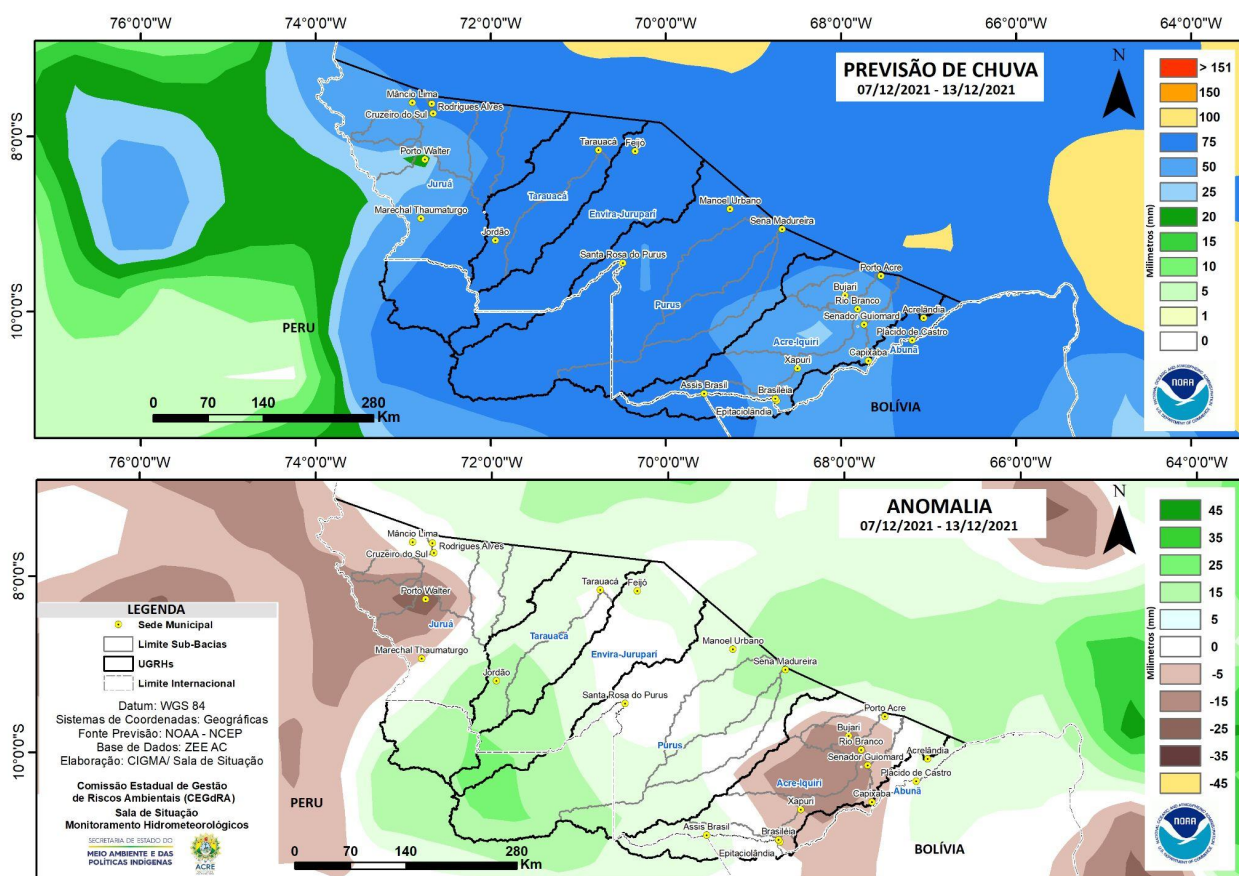 76°0'0"W
74°0'0"W
72°0'0"W
70°0'0"W
68°0'0"W
66°0'0"W
64°0'0"W
N
PREVISÃO DE CHUVA
07/12/2021 - 13/12/2021
> 151
150
100
75
50
25
20
15
10
5
1
0
Milímetros (mm)
NOAA
8°0'0"S
10°0'0"S
Mâncio Lima
Rodrigues Alves
Cruzeiro do Sul
Porto Walter
Juruá
Marechal Thaumaturgo
Tarauacá
Feijó
Tarauacá
Envira-Jurupari
Jordão
Manoel Urbano
Sena Madureira
Santa Rosa do Purus
Purus
Porto Acre
Bujari
Rio Branco
Senador Guiomard
Acrelândia
Plácido de Castro
Acre-Iquiri
Abunã
Xapuri
Capixaba
Assis Brasil
Brasiléia
Epitaciolândia
PERU
BOLÍVIA
0 70 140 280
Km
76°0'0"W
74°0'0"W
72°0'0"W
70°0'0"W
68°0'0"W
66°0'0"W
64°0'0"W
N
ANOMALIA
07/12/2021 - 13/12/2021
45
35
25
15
5
0
-5
-15
-25
-35
-45
Milímetros (mm)
NOAA
8°0'0"S
10°0'0"S
Mâncio Lima
Rodrigues Alves
Cruzeiro do Sul
Porto Walter
Juruá
Marechal Thaumaturgo
Tarauacá
Feijó
Tarauacá
Envira-Jurupari
Jordão
Manoel Urbano
Sena Madureira
Santa Rosa do Purus
Purus
Porto Acre
Bujari
Rio Branco
Senador Guiomard
Acrelândia
Plácido de Castro
Acre-Iquiri
Abunã
Xapuri
Capixaba
Assis Brasil
Brasiléia
Epitaciolândia
PERU
BOLÍVIA
0 70 140 280
Km
LEGENDA
Sede Municipal
Limite Sub-Bacias
UGRHs
Limite Internacional
Datum: WGS 84
Sistemas de Coordenadas: Geográficas
Fonte Previsão: NOAA - NCEP
Base de Dados: ZEE AC
Elaboração: CIGMA/ Sala de Situação
Comissão Estadual de Gestão
de Riscos Ambientais (CEGdRA)
Sala de Situação
Monitoramento Hidrometeorológicos
SECRETARIA DE ESTADO DO
MEIO AMBIENTE E DAS
POLÍTICAS INDÍGENAS
ACRE